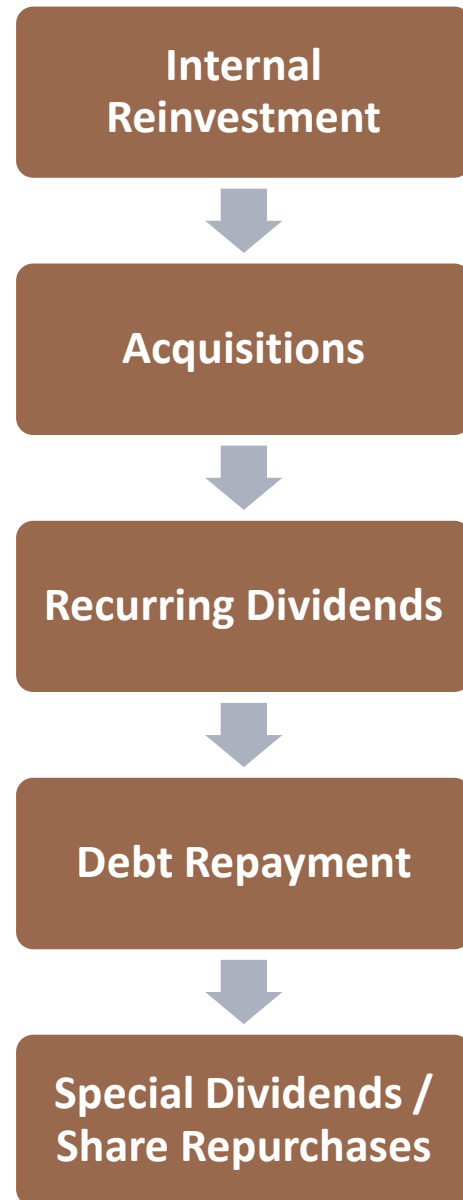 Internal
Reinvestment
Acquisitions
Recurring Dividends
Debt Repayment
Special Dividends /
Share Repurchases